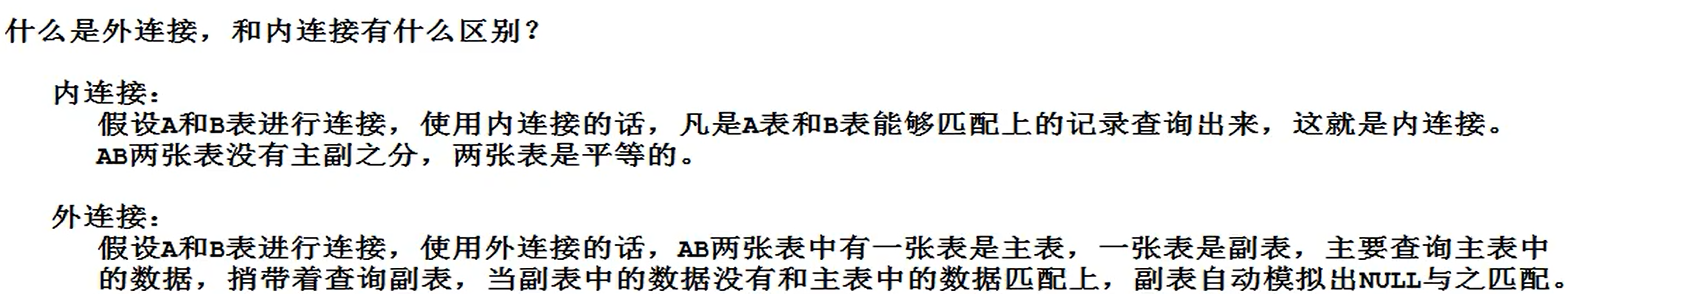 什么是外连接，和内连接有什么区别？
内连接：
假设A和B表进行连接，使用内连接的话，凡是A表和B表能够匹配上的记录查询出来，这就是内连接。
AB两张表没有主副之分，两张表是平等的。
外连接：
假设A和B表进行连接，使用外连接的话，AB两张表中有一张表是主表，一张表是副表，主要查询主表中
的数据，捎带着查询副表，当副表中的数据没有和主表中的数据匹配上，副表自动模拟出NULL与之匹配。